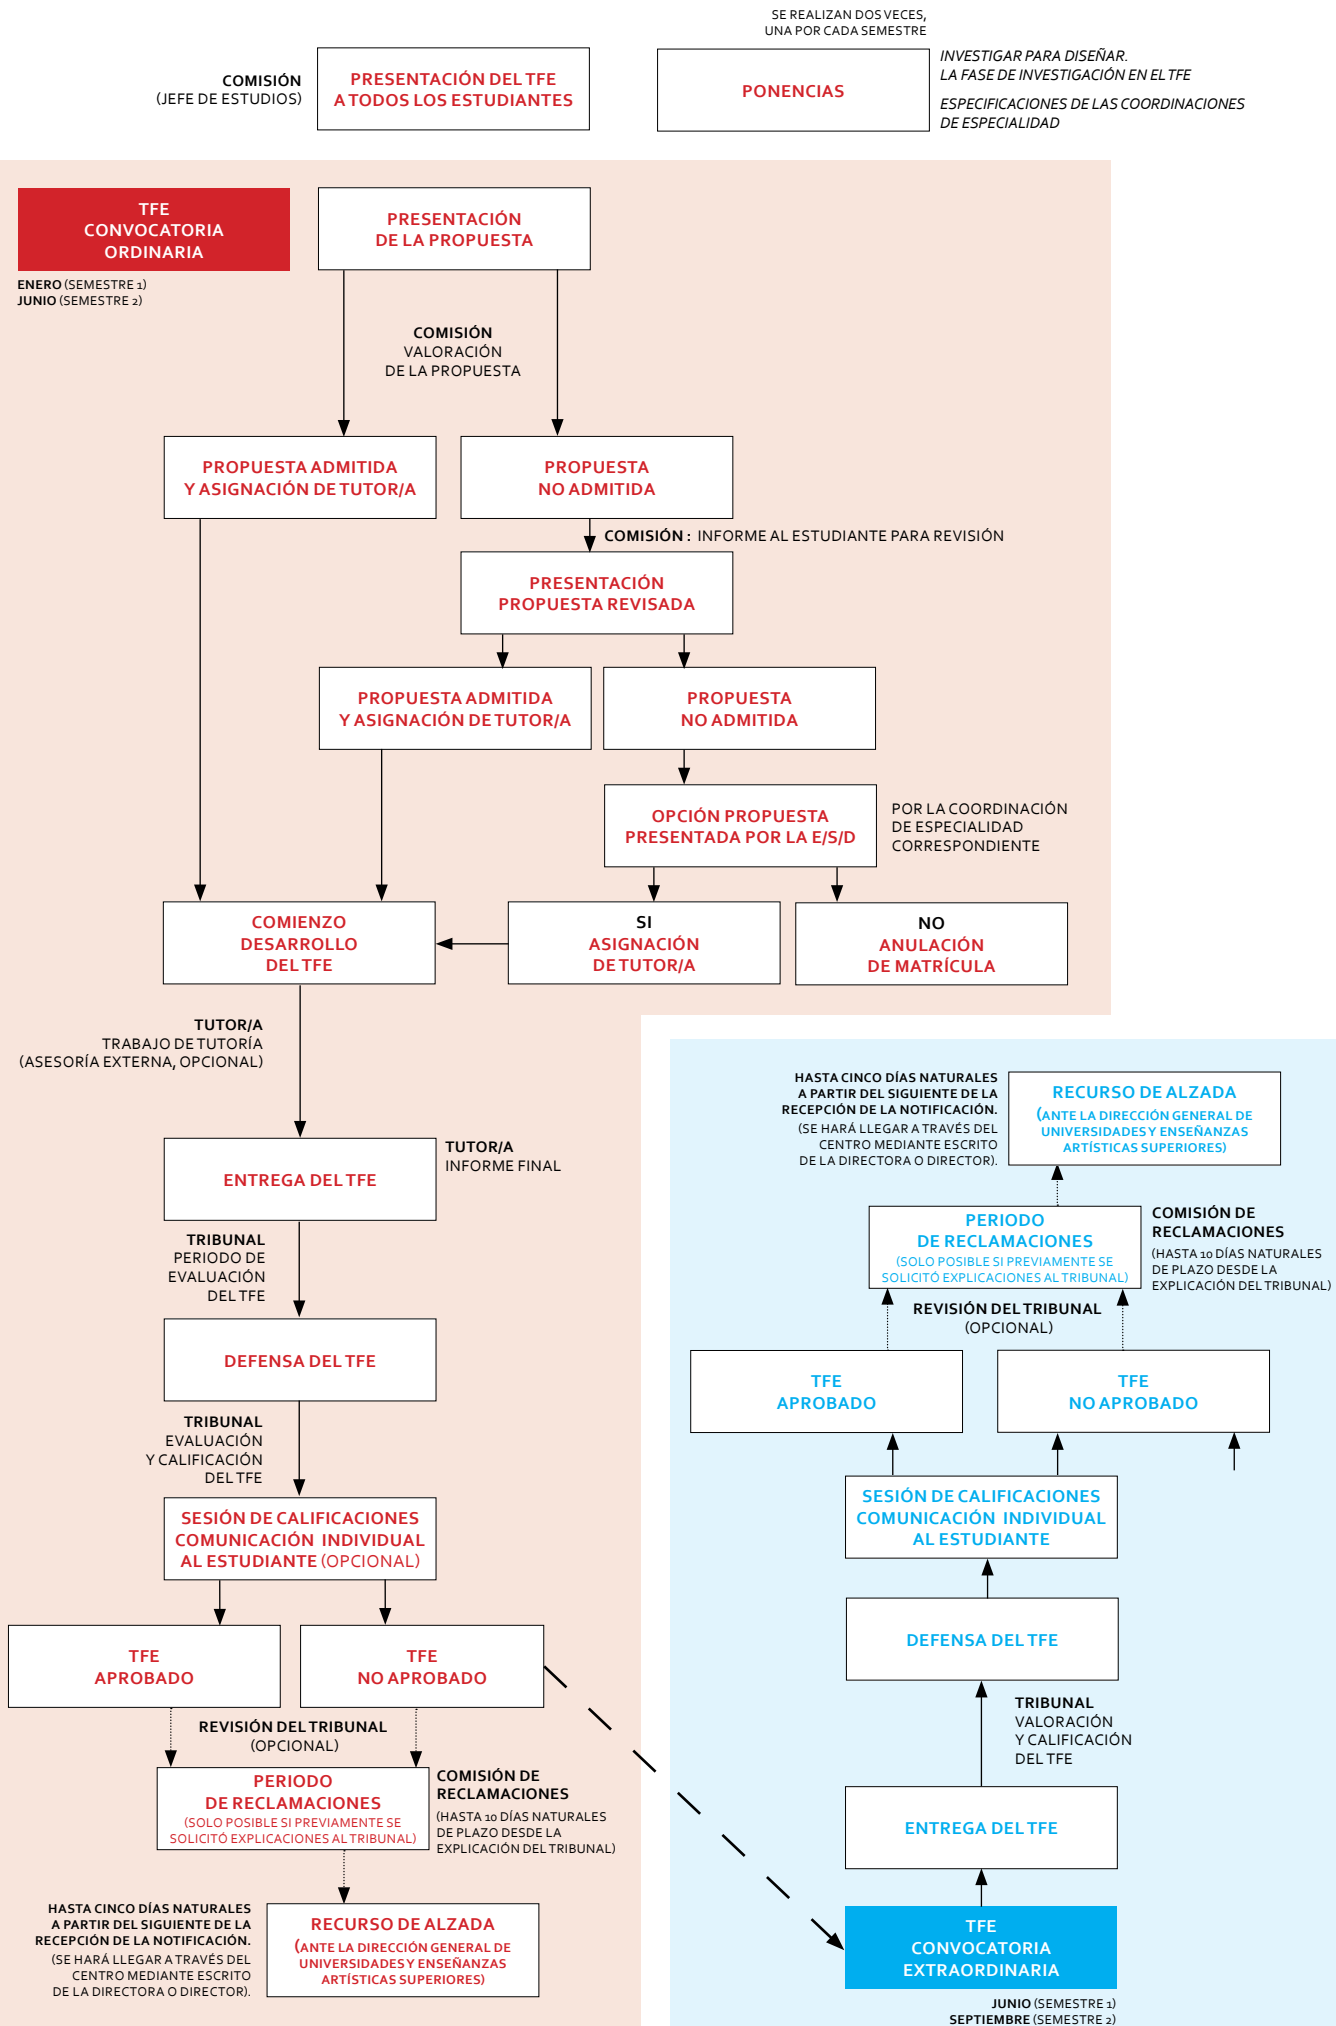 SE REALIZAN DOS VECES,
UNA POR CADA SEMESTRE
COMISIÓN
(JEFE DE ESTUDIOS)
PRESENTACIÓN DEL TFE
A TODOS LOS ESTUDIANTES
PONENCIAS
INVESTIGAR PARA DISEÑAR.
LA FASE DE INVESTIGACIÓN EN EL TFE
ESPECIFICACIONES DE LAS COORDINACIONES
DE ESPECIALIDAD
TFE
CONVOCATORIA
ORDINARIA
ENERO (SEMESTRE 1)
JUNIO (SEMESTRE 2)
PRESENTACIÓN
DE LA PROPUESTA
COMISIÓN
VALORACIÓN
DE LA PROPUESTA
PROPUESTA ADMITIDA
Y ASIGNACIÓN DE TUTOR/A
PROPUESTA
NO ADMITIDA
COMISIÓN : INFORME AL ESTUDIANTE PARA REVISIÓN
PRESENTACIÓN
PROPUESTA REVISADA
PROPUESTA ADMITIDA
Y ASIGNACIÓN DE TUTOR/A
PROPUESTA
NO ADMITIDA
OPCIÓN PROPUESTA
PRESENTADA POR LA E/S/D
POR LA COORDINACIÓN
DE ESPECIALIDAD
CORRESPONDIENTE
COMIENZO
DESARROLLO
DEL TFE
SI
ASIGNACIÓN
DE TUTOR/A
NO
ANULACIÓN
DE MATRÍCULA
TUTOR/A
TRABAJO DE TUTORÍA
(ASESORÍA EXTERNA, OPCIONAL)
ENTREGA DEL TFE
TUTOR/A
INFORME FINAL
TRIBUNAL
PERIODO DE
EVALUACIÓN
DEL TFE
DEFENSA DEL TFE
TRIBUNAL
EVALUACIÓN
Y CALIFICACIÓN
DEL TFE
SESIÓN DE CALIFICACIONES
COMUNICACIÓN INDIVIDUAL
AL ESTUDIANTE (OPCIONAL)
TFE
APROBADO
TFE
NO APROBADO
REVISIÓN DEL TRIBUNAL
(OPCIONAL)
PERIODO
DE RECLAMACIONES
(SOLO POSIBLE SI PREVIAMENTE SE
SOLICITÓ EXPLICACIONES AL TRIBUNAL)
COMISIÓN DE
RECLAMACIONES
(HASTA 10 DÍAS NATURALES
DE PLAZO DESDE LA
EXPLICACIÓN DEL TRIBUNAL)
HASTA CINCO DÍAS NATURALES
A PARTIR DEL SIGUIENTE DE LA
RECEPCIÓN DE LA NOTIFICACIÓN.
(SE HARÁ LLEGAR A TRAVÉS DEL
CENTRO MEDIANTE ESCRITO
DE LA DIRECTORA O DIRECTOR).
RECURSO DE ALZADA
(ANTE LA DIRECCIÓN GENERAL DE
UNIVERSIDADES Y ENSEÑANZAS
ARTÍSTICAS SUPERIORES)
HASTA CINCO DÍAS NATURALES
A PARTIR DEL SIGUIENTE DE LA
RECEPCIÓN DE LA NOTIFICACIÓN.
(SE HARÁ LLEGAR A TRAVÉS DEL
CENTRO MEDIANTE ESCRITO
DE LA DIRECTORA O DIRECTOR).
RECURSO DE ALZADA
(ANTE LA DIRECCIÓN GENERAL DE
UNIVERSIDADES Y ENSEÑANZAS
ARTÍSTICAS SUPERIORES)
PERIODO
DE RECLAMACIONES
(SOLO POSIBLE SI PREVIAMENTE SE
SOLICITÓ EXPLICACIONES AL TRIBUNAL)
COMISIÓN DE
RECLAMACIONES
(HASTA 10 DÍAS NATURALES
DE PLAZO DESDE LA
EXPLICACIÓN DEL TRIBUNAL)
REVISIÓN DEL TRIBUNAL
(OPCIONAL)
TFE
APROBADO
TFE
NO APROBADO
SESIÓN DE CALIFICACIONES
COMUNICACIÓN INDIVIDUAL
AL ESTUDIANTE
DEFENSA DEL TFE
TRIBUNAL
VALORACIÓN
Y CALIFICACIÓN
DEL TFE
ENTREGA DEL TFE
TFE
CONVOCATORIA
EXTRAORDINARIA
JUNIO (SEMESTRE 1)
SEPTIEMBRE (SEMESTRE 2)